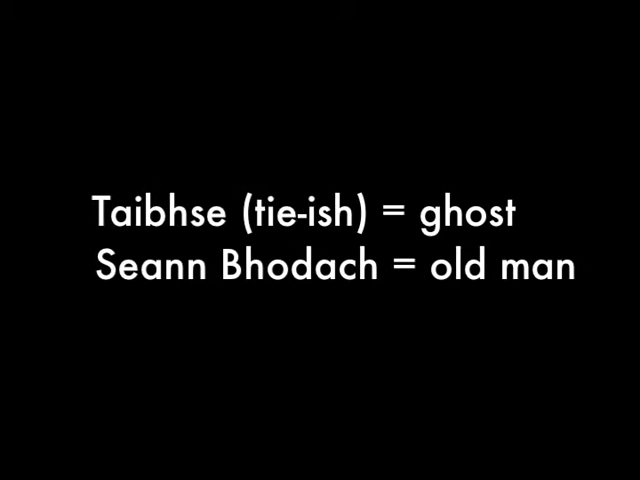 Taibhse (tie-ish) = ghost
Seann Bhodach = old man